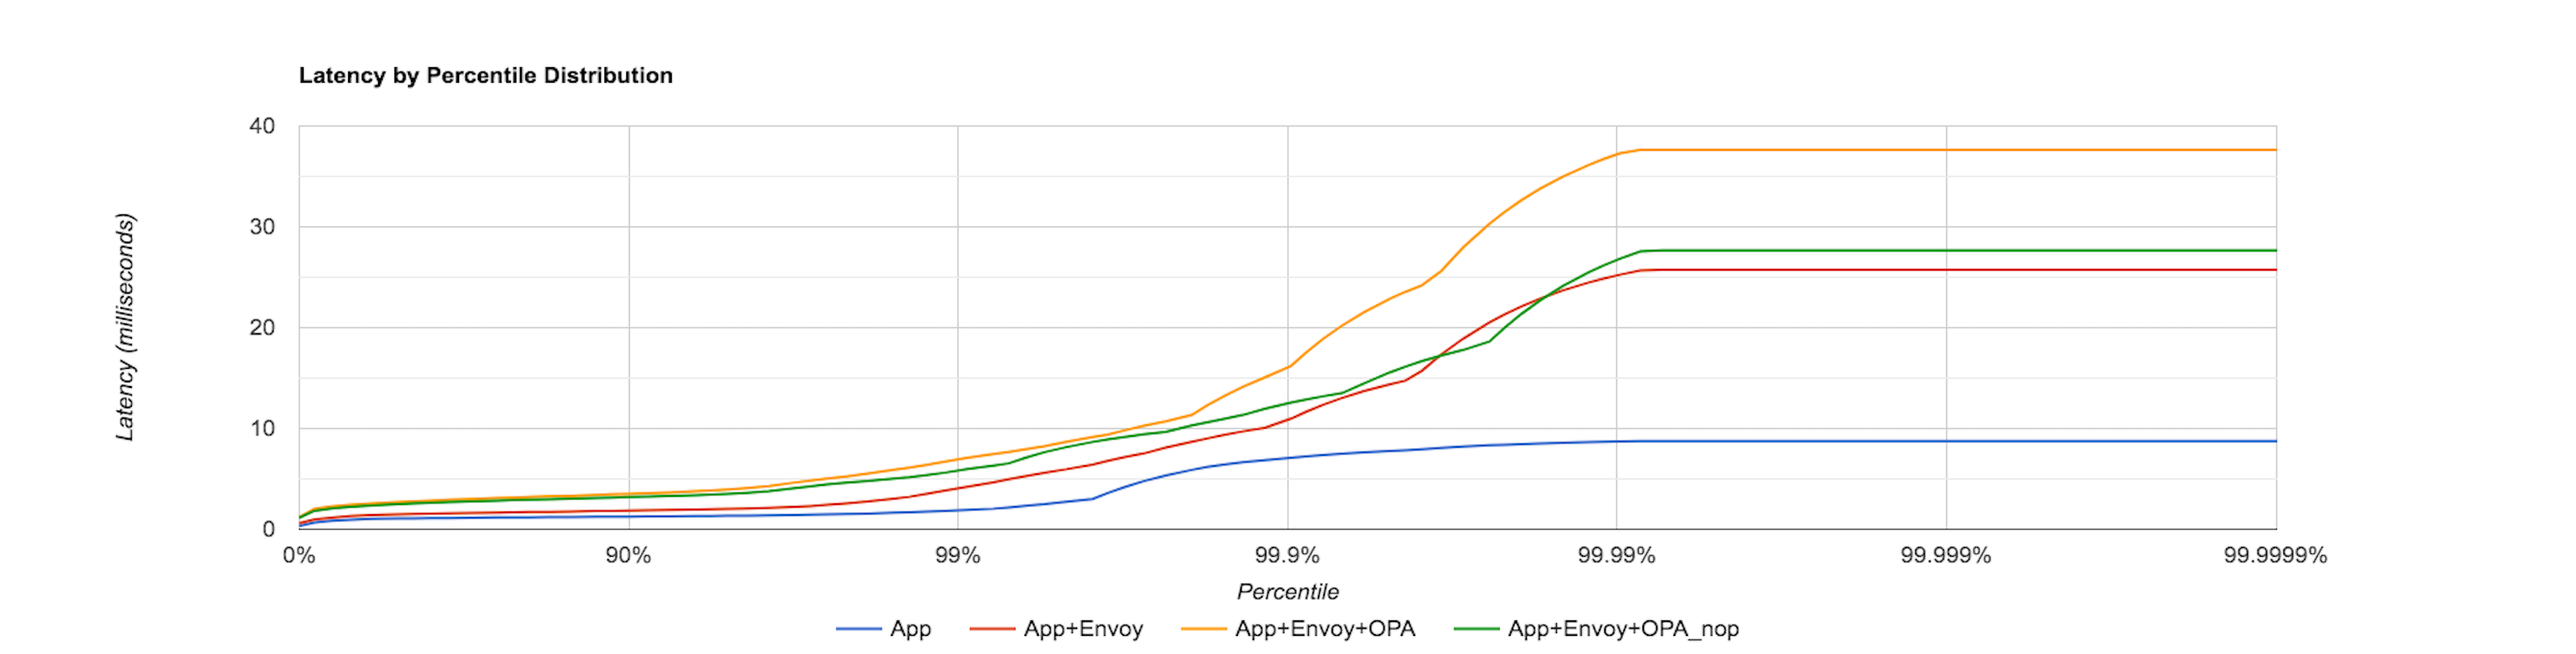 Latency by Percentile Distribution
40
30
20
10
0
Latency (milliseconds)
0% 90% 99% 99.9% 99.99% 99.999% 99.9999%
Percentile
App App+Envoy App+Envoy+OPA App+Envoy+OPA_nop